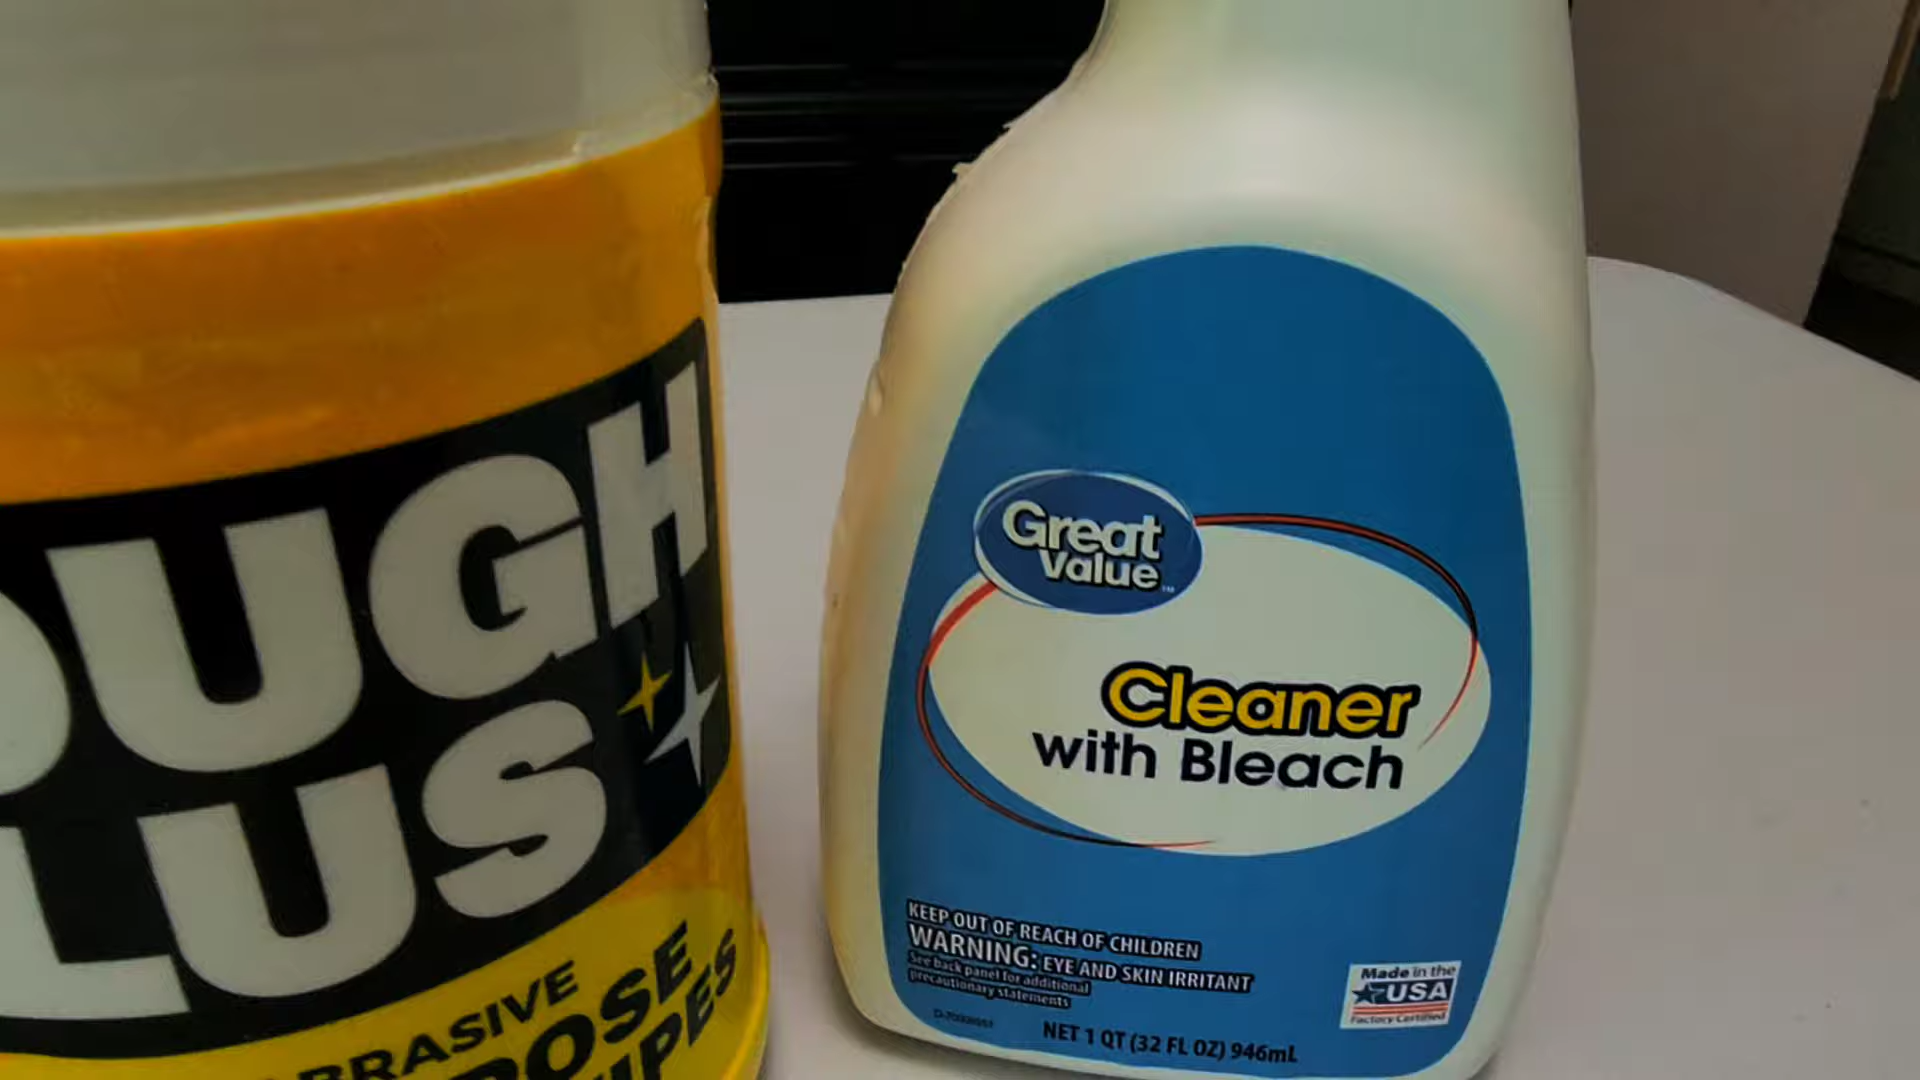 OUGH
LUS
BRASIVE
POSE
IPES
Great
Value™
Cleaner
with Bleach
KEEP OUT OF REACH OF CHILDREN
WARNING: EYE AND SKIN IRRITANT
See back panel for additional
precautionary statements
NET 1 QT (32 FL OZ) 946mL
Made in the
USA
Factory Certified